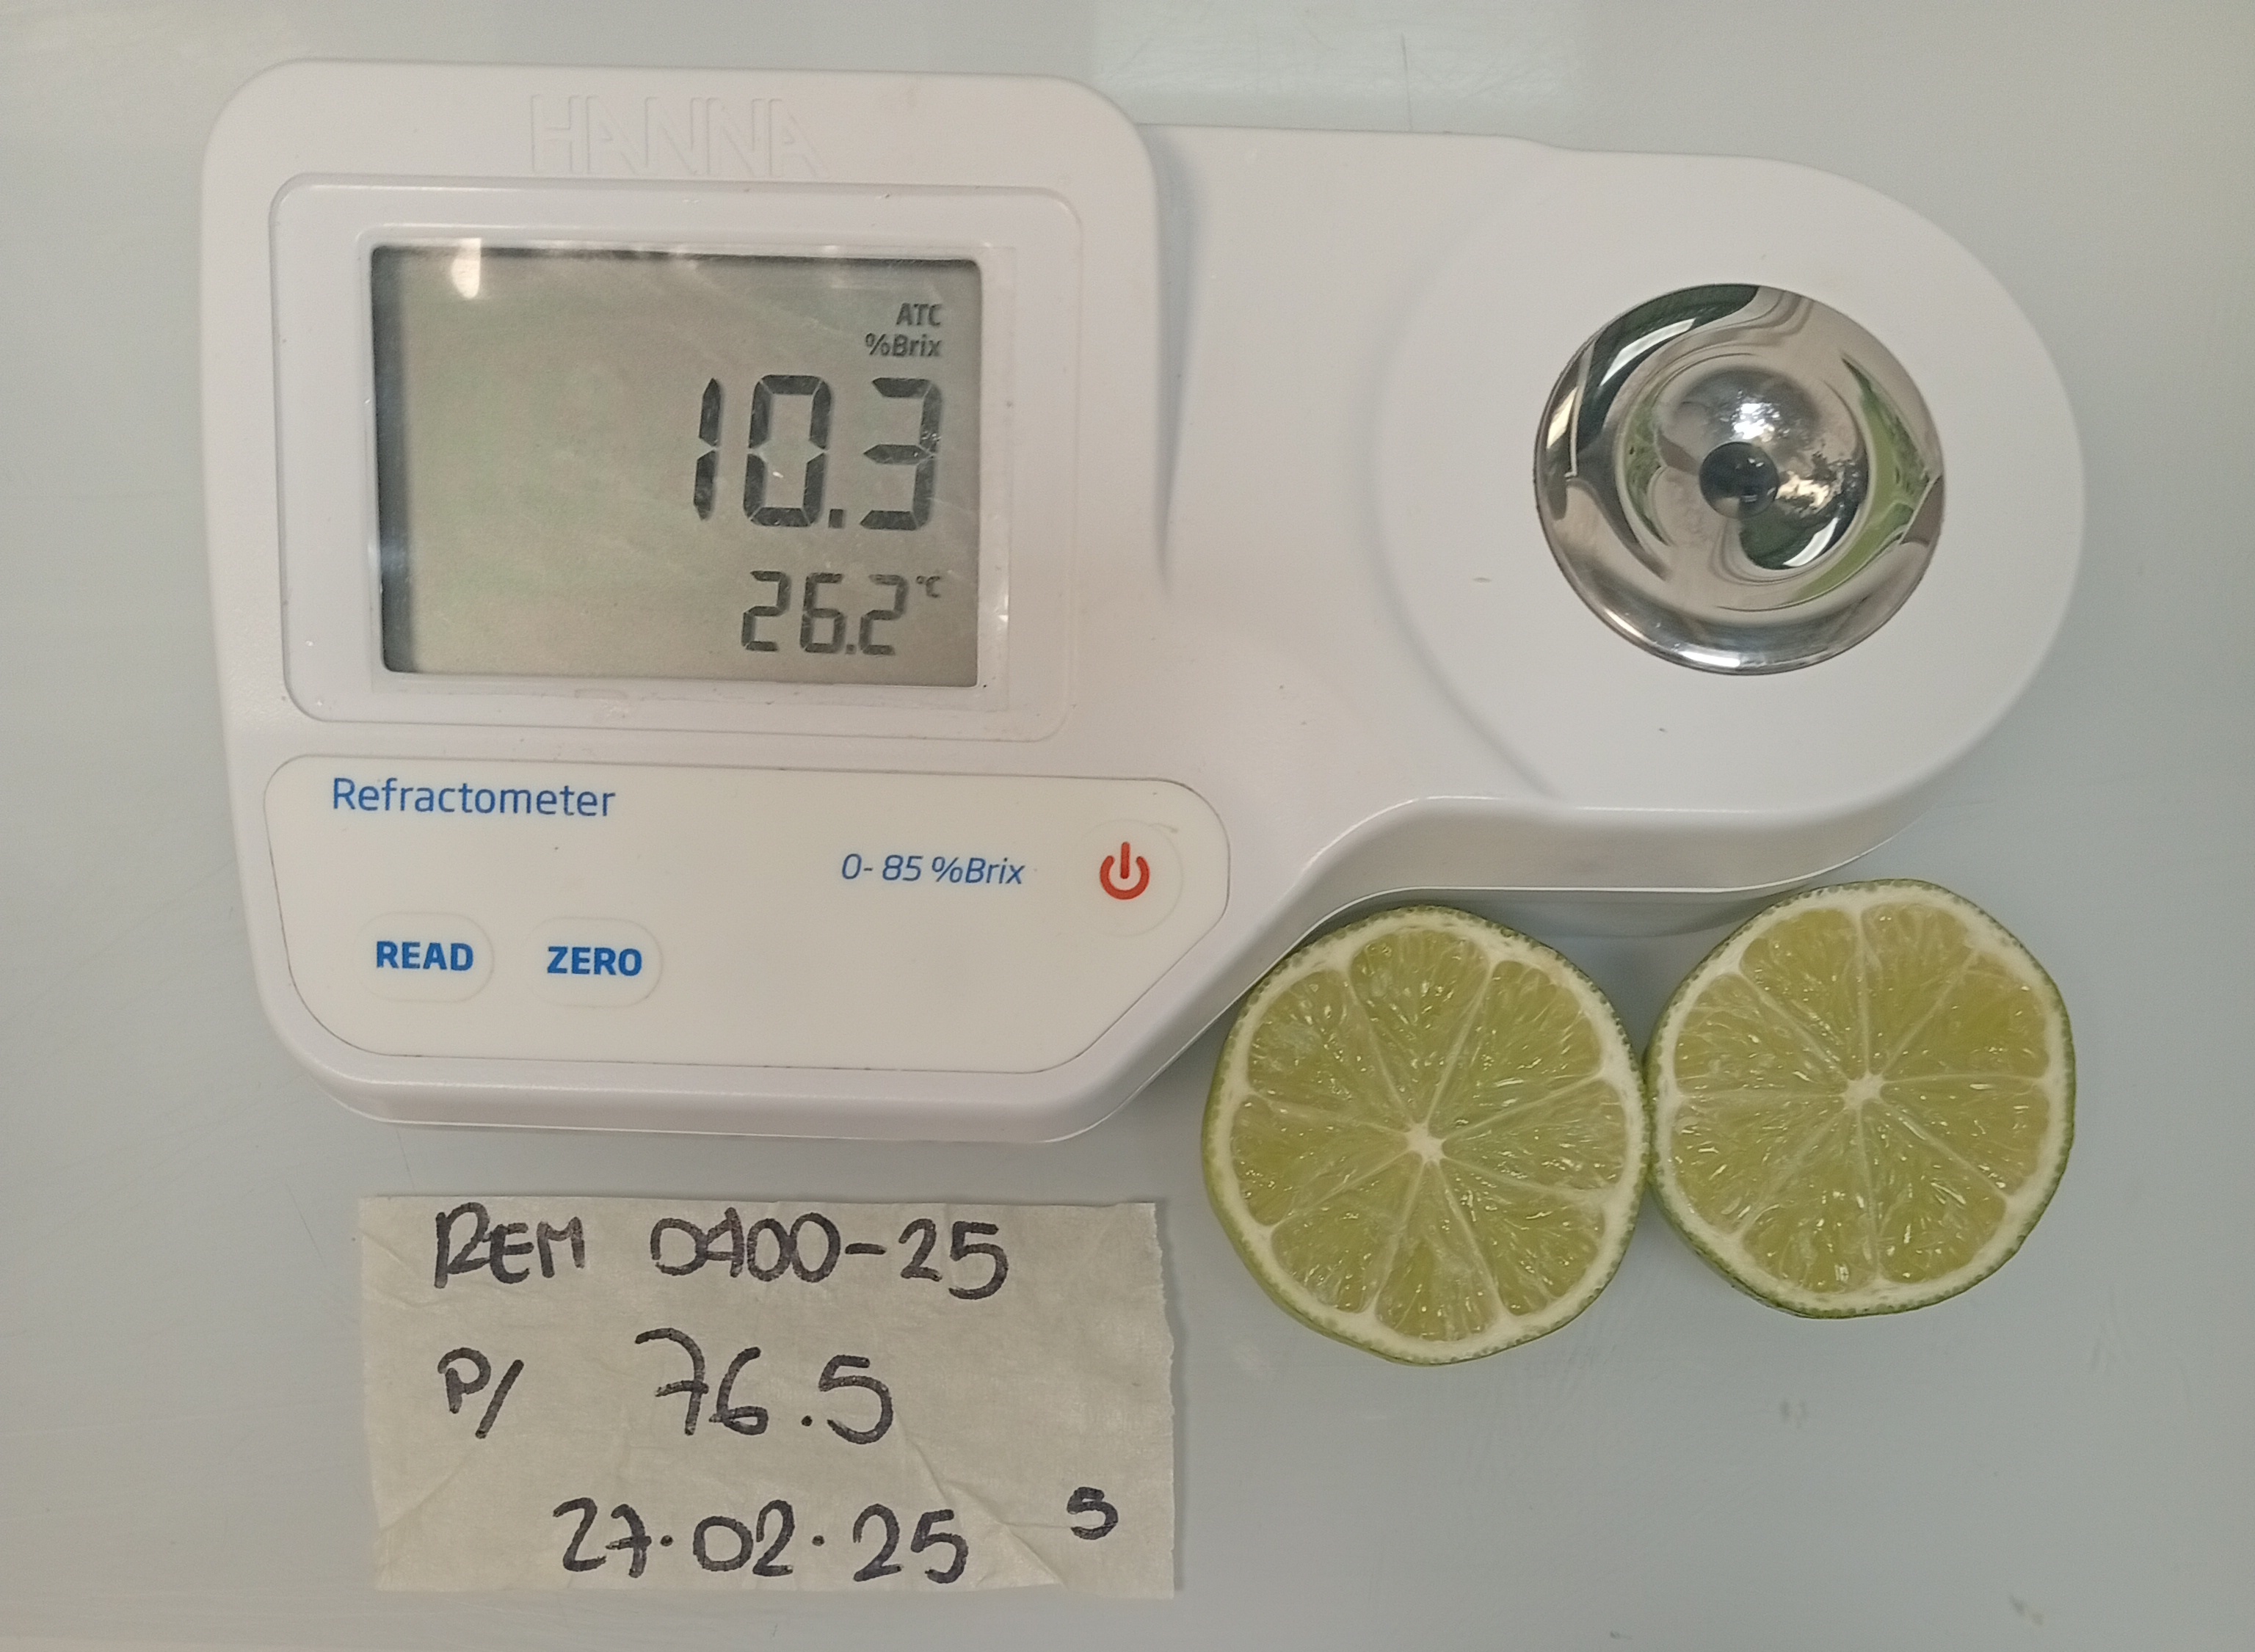 HANNA
ATC
%Brix
10.3
26.2°C
Refractometer
0-85 %Brix
READ ZERO
REM 0400-25
P/ 76.5
27.02.25 5